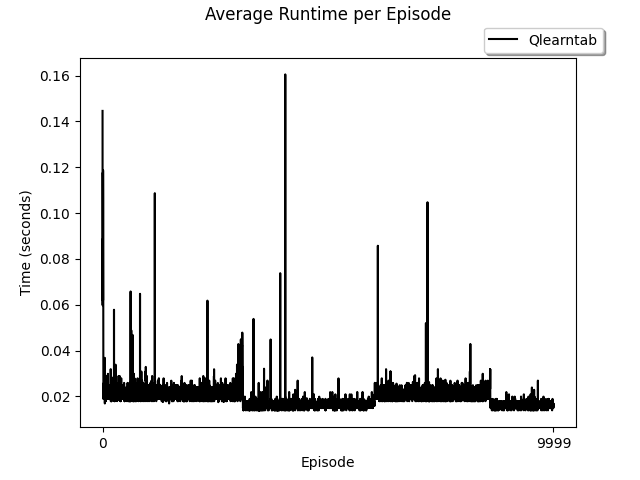 Average Runtime per Episode
Qlearntab
0.16
0.14
0.12
0.10
0.08
0.06
0.04
0.02
Time (seconds)
0
9999
Episode